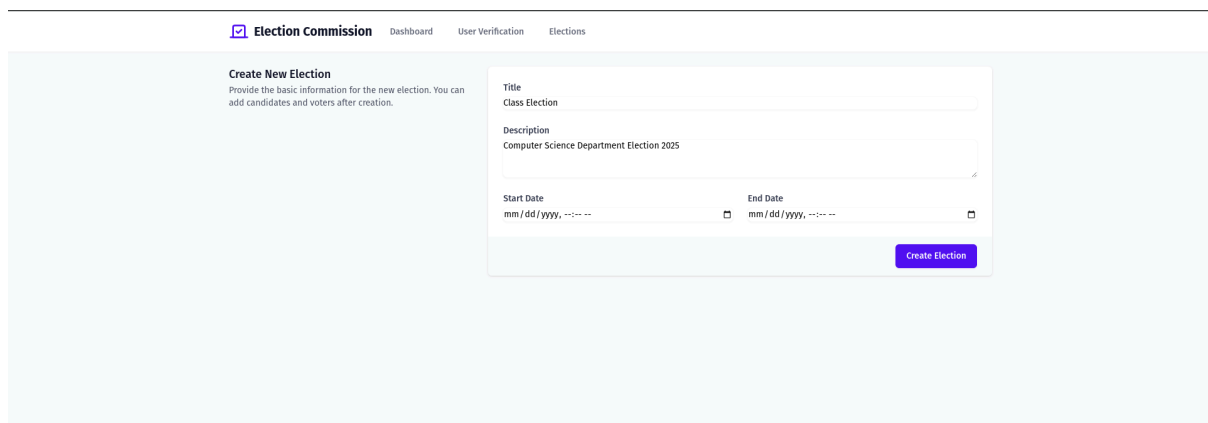 Election Commission Dashboard User Verification Elections
Create New Election
Provide the basic information for the new election. You can
add candidates and voters after creation.
Title
Class Election
Description
Computer Science Department Election 2025
Start Date End Date
mm/dd/yyyy, --:-- -- mm/dd/yyyy, --:-- --
Create Election